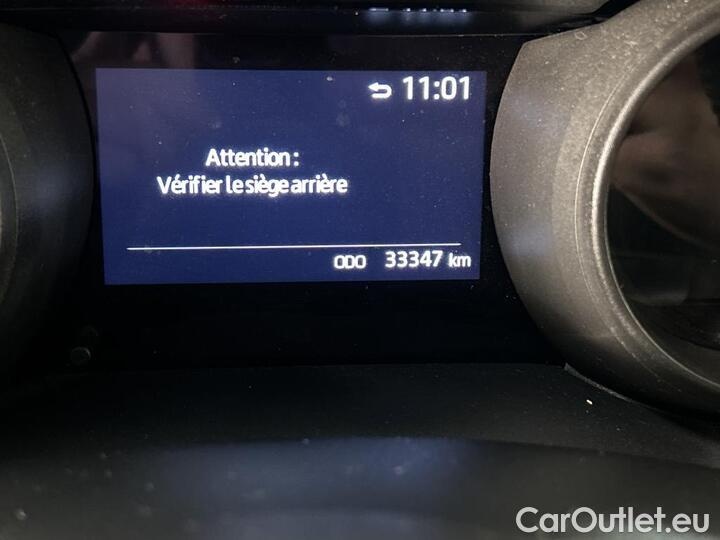 11:01
Attention :
Vérifier le siège arrière
ODO 33347 km
CarOutlet.eu